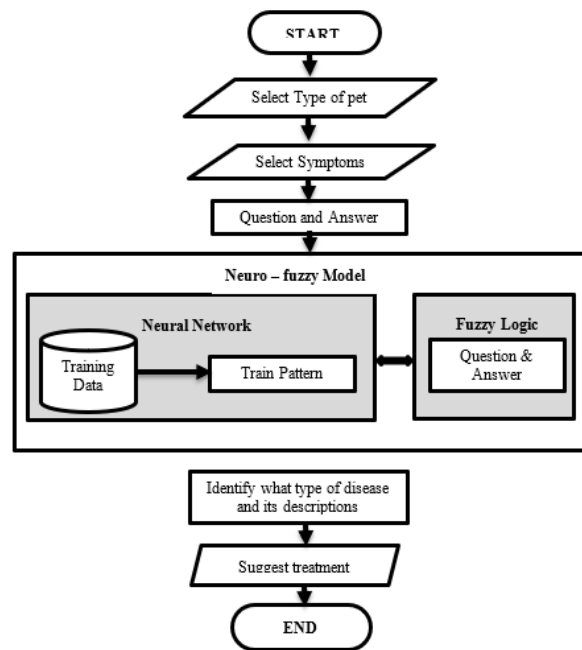 START
Select Type of pet
Select Symptoms
Question and Answer
Neuro – fuzzy Model
Neural Network
Training
Data
Train Pattern
Fuzzy Logic
Question &
Answer
Identify what type of disease
and its descriptions
Suggest treatment
END